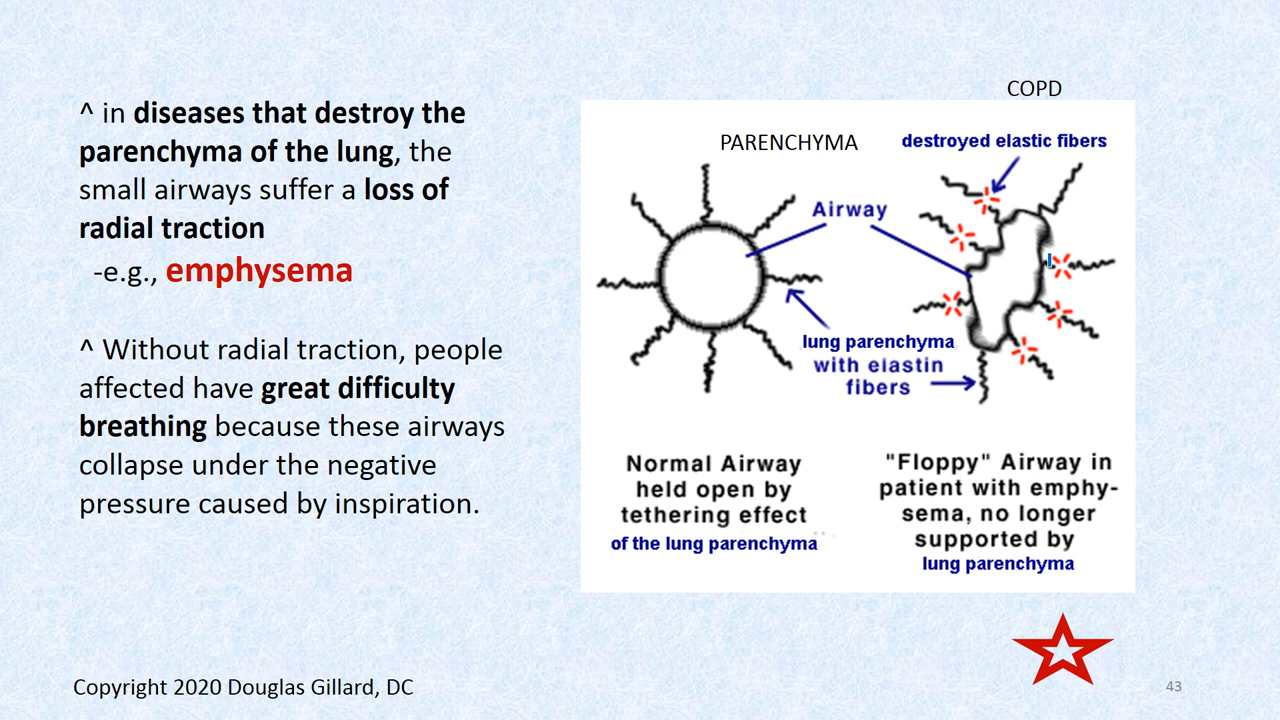 ^ in diseases that destroy the
parenchyma of the lung, the
small airways suffer a loss of
radial traction
-e.g., emphysema
^ Without radial traction, people
affected have great difficulty
breathing because these airways
collapse under the negative
pressure caused by inspiration.
COPD
PARENCHYMA
destroyed elastic fibers
Airway
lung parenchyma
with elastin
fibers
Normal Airway
held open by
tethering effect
of the lung parenchyma
"Floppy" Airway in
patient with emphy-
sema, no longer
supported by
lung parenchyma
Copyright 2020 Douglas Gillard, DC
43